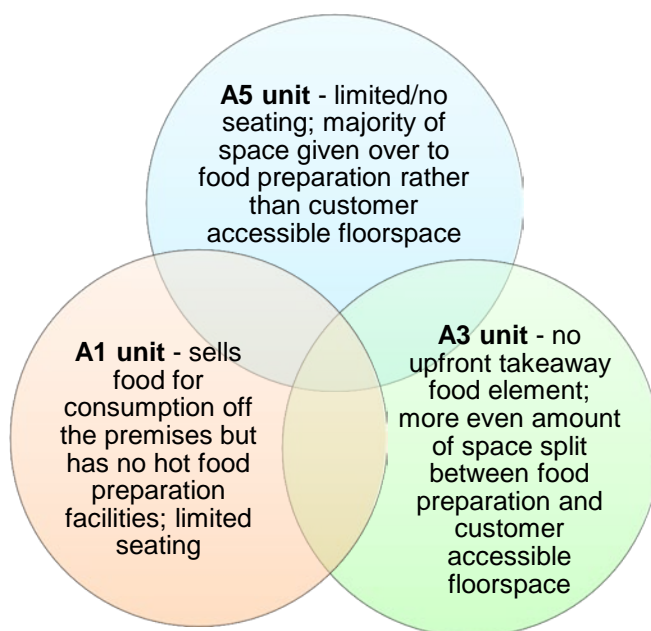 A5 unit - limited/no
seating; majority of
space given over to
food preparation rather
than customer
accessible floorspace
A1 unit - sells
food for
consumption off
the premises but
has no hot food
preparation
facilities; limited
seating
A3 unit - no
upfront takeaway
food element;
more even amount
of space split
between food
preparation and
customer
accessible
floorspace